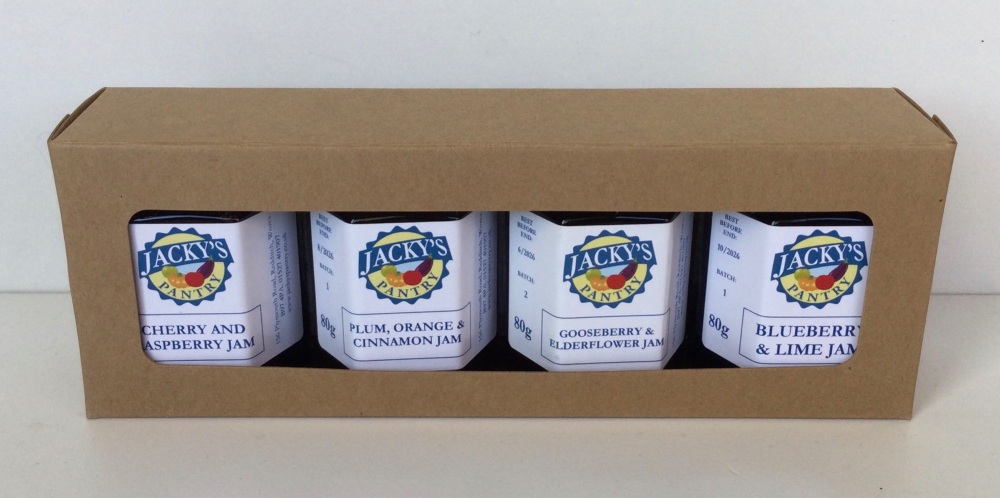 JACKY'S
PANTRY
CHERRY AND
ASPBERRY JAM
BEST
BEFORE
END:
8/2026
BATCH:
1
80g
JACKY'S
PANTRY
PLUM, ORANGE &
CINNAMON JAM
BEST
BEFORE
END:
6/2026
BATCH:
2
80g
JACKY'S
PANTRY
GOOSEBERRY &
ELDERFLOWER JAM
BEST
BEFORE
END:
10/2026
BATCH:
1
80g
JACKY'S
PANTRY
BLUEBERRY
& LIME JAM